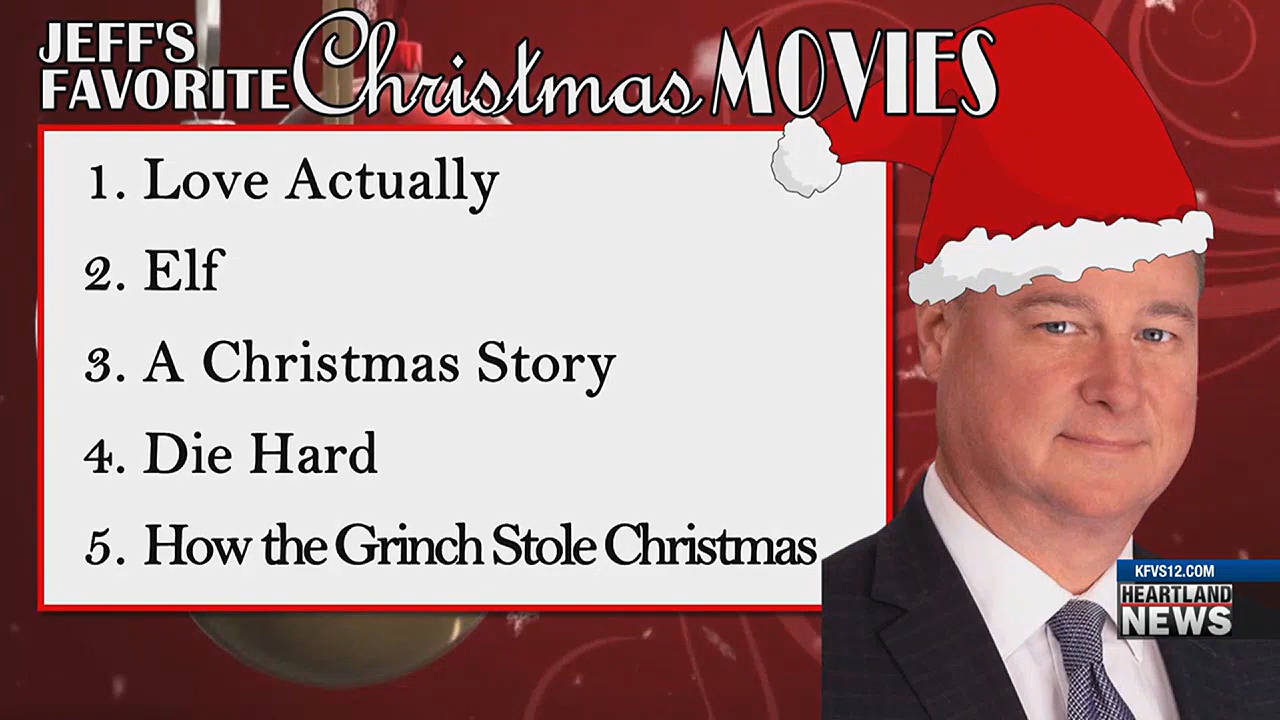 JEFF'S
FAVORITE Christmas MOVIES
1. Love Actually
2. Elf
3. A Christmas Story
4. Die Hard
5. How the Grinch Stole Christmas
KFVS12.COM
HEARTLAND
NEWS